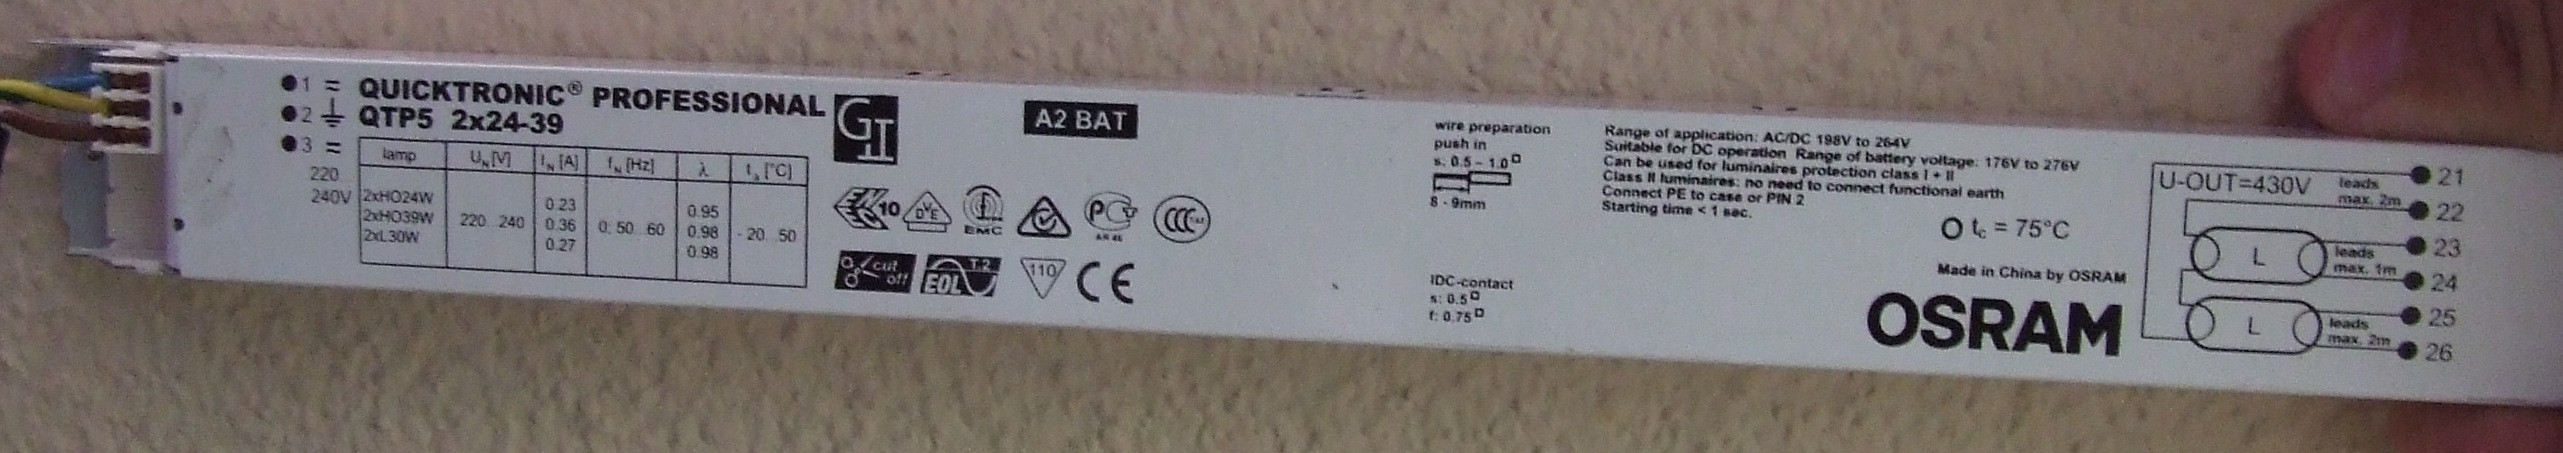 1 = QUICKTRONIC® PROFESSIONAL
2 ⏚ QTP5 2x24-39
3 =
220
240V
lamp U_N [V] I_N [A] f_N [Hz] λ t_a [°C]
2xHO24W 0.23 0.95
2xHO39W 220...240 0.36 0; 50...60 0.98 -20...50
2xL30W 0.27 0.98
A2 BAT
10 DVE EMC PC CCC
cut off EOL T.2 110 CE
wire preparation
push in
s: 0.5 - 1.0□
8 - 9mm
IDC-contact
s: 0.5□
f: 0.75□
Range of application: AC/DC 198V to 264V
Suitable for DC operation Range of battery voltage: 176V to 276V
Can be used for luminaires protection class I + II
Class II luminaires: no need to connect functional earth
Connect PE to case or PIN 2
Starting time < 1 sec.
tc = 75°C
Made in China by OSRAM
OSRAM
U-OUT=430V
leads
max. 2m
21
22
L
leads
max. 1m
23
24
L
leads
max. 2m
25
26